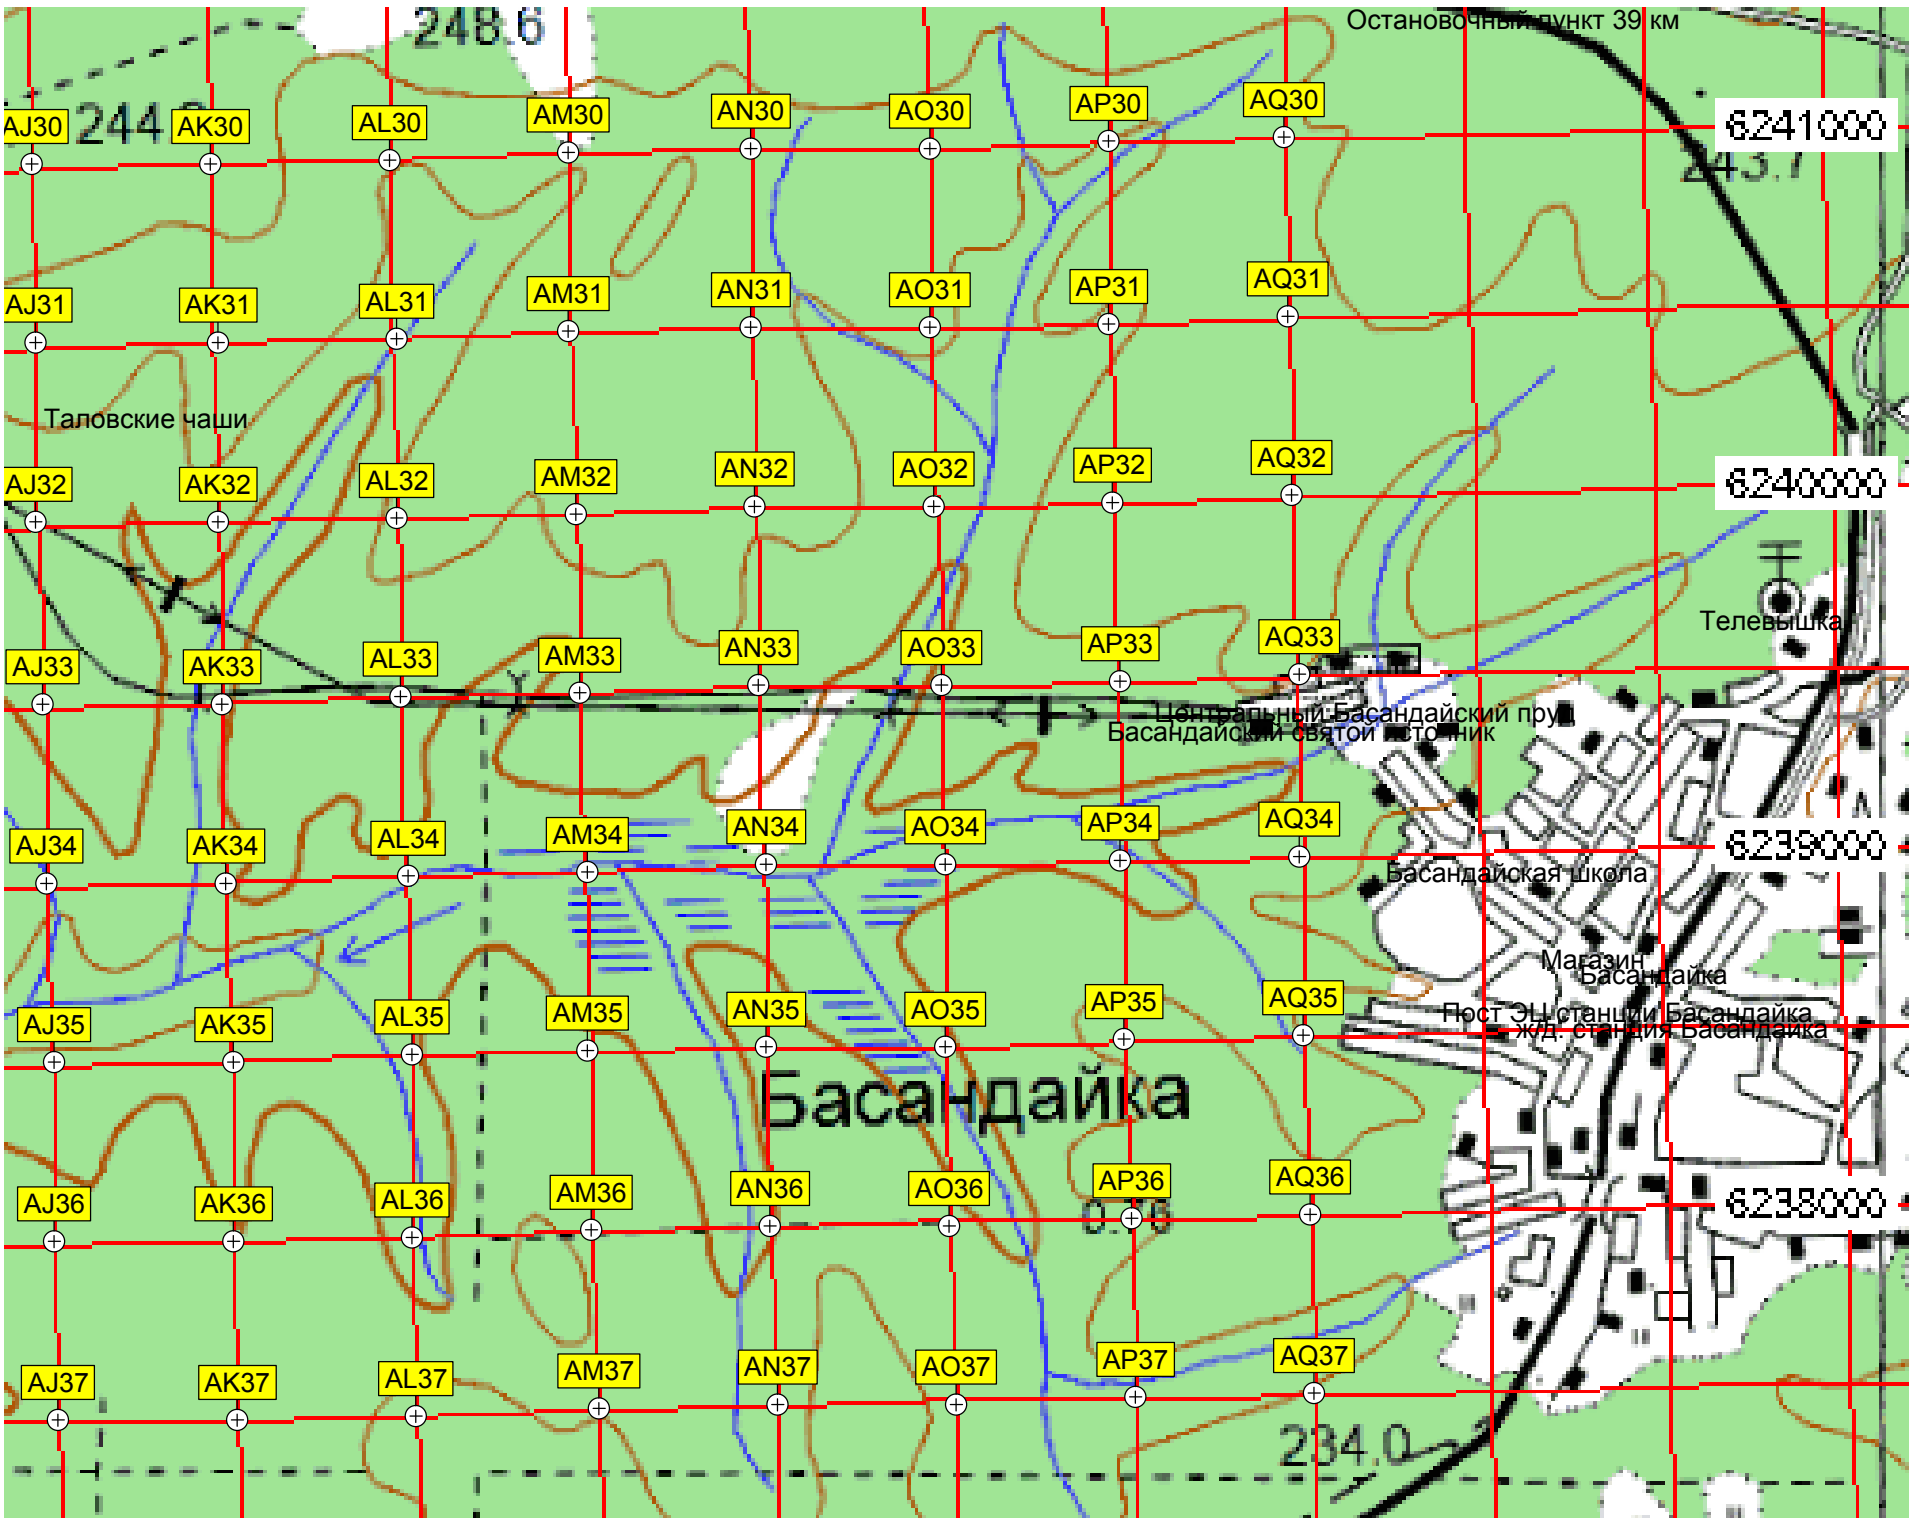 Остановочный пункт 39 км
248.6
AJ30 244. AK30 AL30 AM30 AN30 AO30 AP30 AQ30 6241000
243.7
AJ31 AK31 AL31 AM31 AN31 AO31 AP31 AQ31
Таловские чаши
AJ32 AK32 AL32 AM32 AN32 AO32 AP32 AQ32 6240000
Телевышка
AJ33 AK33 AL33 AM33 AN33 AO33 AP33 AQ33
Центральный Басандайский пруд
Басандайский святой источник
AJ34 AK34 AL34 AM34 AN34 AO34 AP34 AQ34 6239000
Басандайская школа
Магазин
Басандайка
AJ35 AK35 AL35 AM35 AN35 AO35 AP35 AQ35
Пост ЭЦ станции Басандайка
ж/д. станция Басандайка
Басандайка
AJ36 AK36 AL36 AM36 AN36 AO36 AP36 AQ36 6238000
AJ37 AK37 AL37 AM37 AN37 AO37 AP37 AQ37
234.0